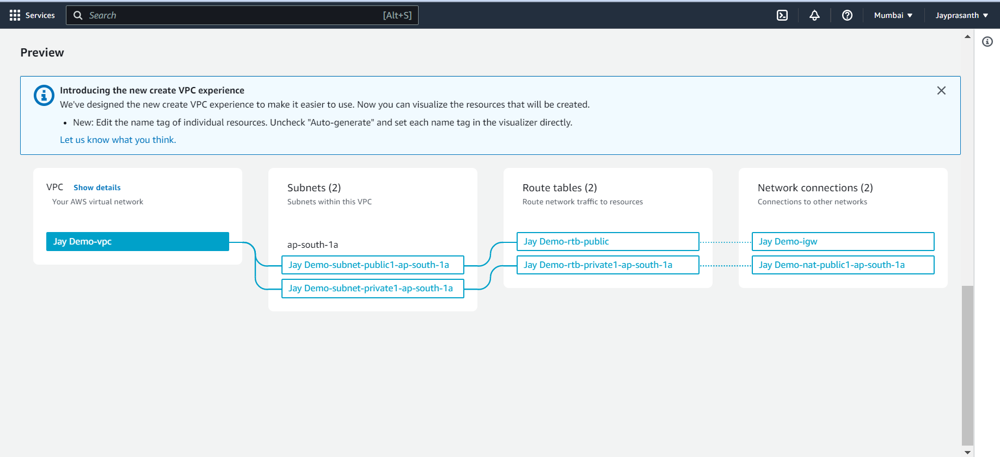 Services
Search
[Alt+S]
Mumbai
Jayprasanth
Preview
Introducing the new create VPC experience
We've designed the new create VPC experience to make it easier to use. Now you can visualize the resources that will be created.
• New: Edit the name tag of individual resources. Uncheck "Auto-generate" and set each name tag in the visualizer directly.
Let us know what you think.
VPC Show details
Your AWS virtual network
Jay Demo-vpc
Subnets (2)
Subnets within this VPC
ap-south-1a
Jay Demo-subnet-public1-ap-south-1a
Jay Demo-subnet-private1-ap-south-1a
Route tables (2)
Route network traffic to resources
Jay Demo-rtb-public
Jay Demo-rtb-private1-ap-south-1a
Network connections (2)
Connections to other networks
Jay Demo-igw
Jay Demo-nat-public1-ap-south-1a